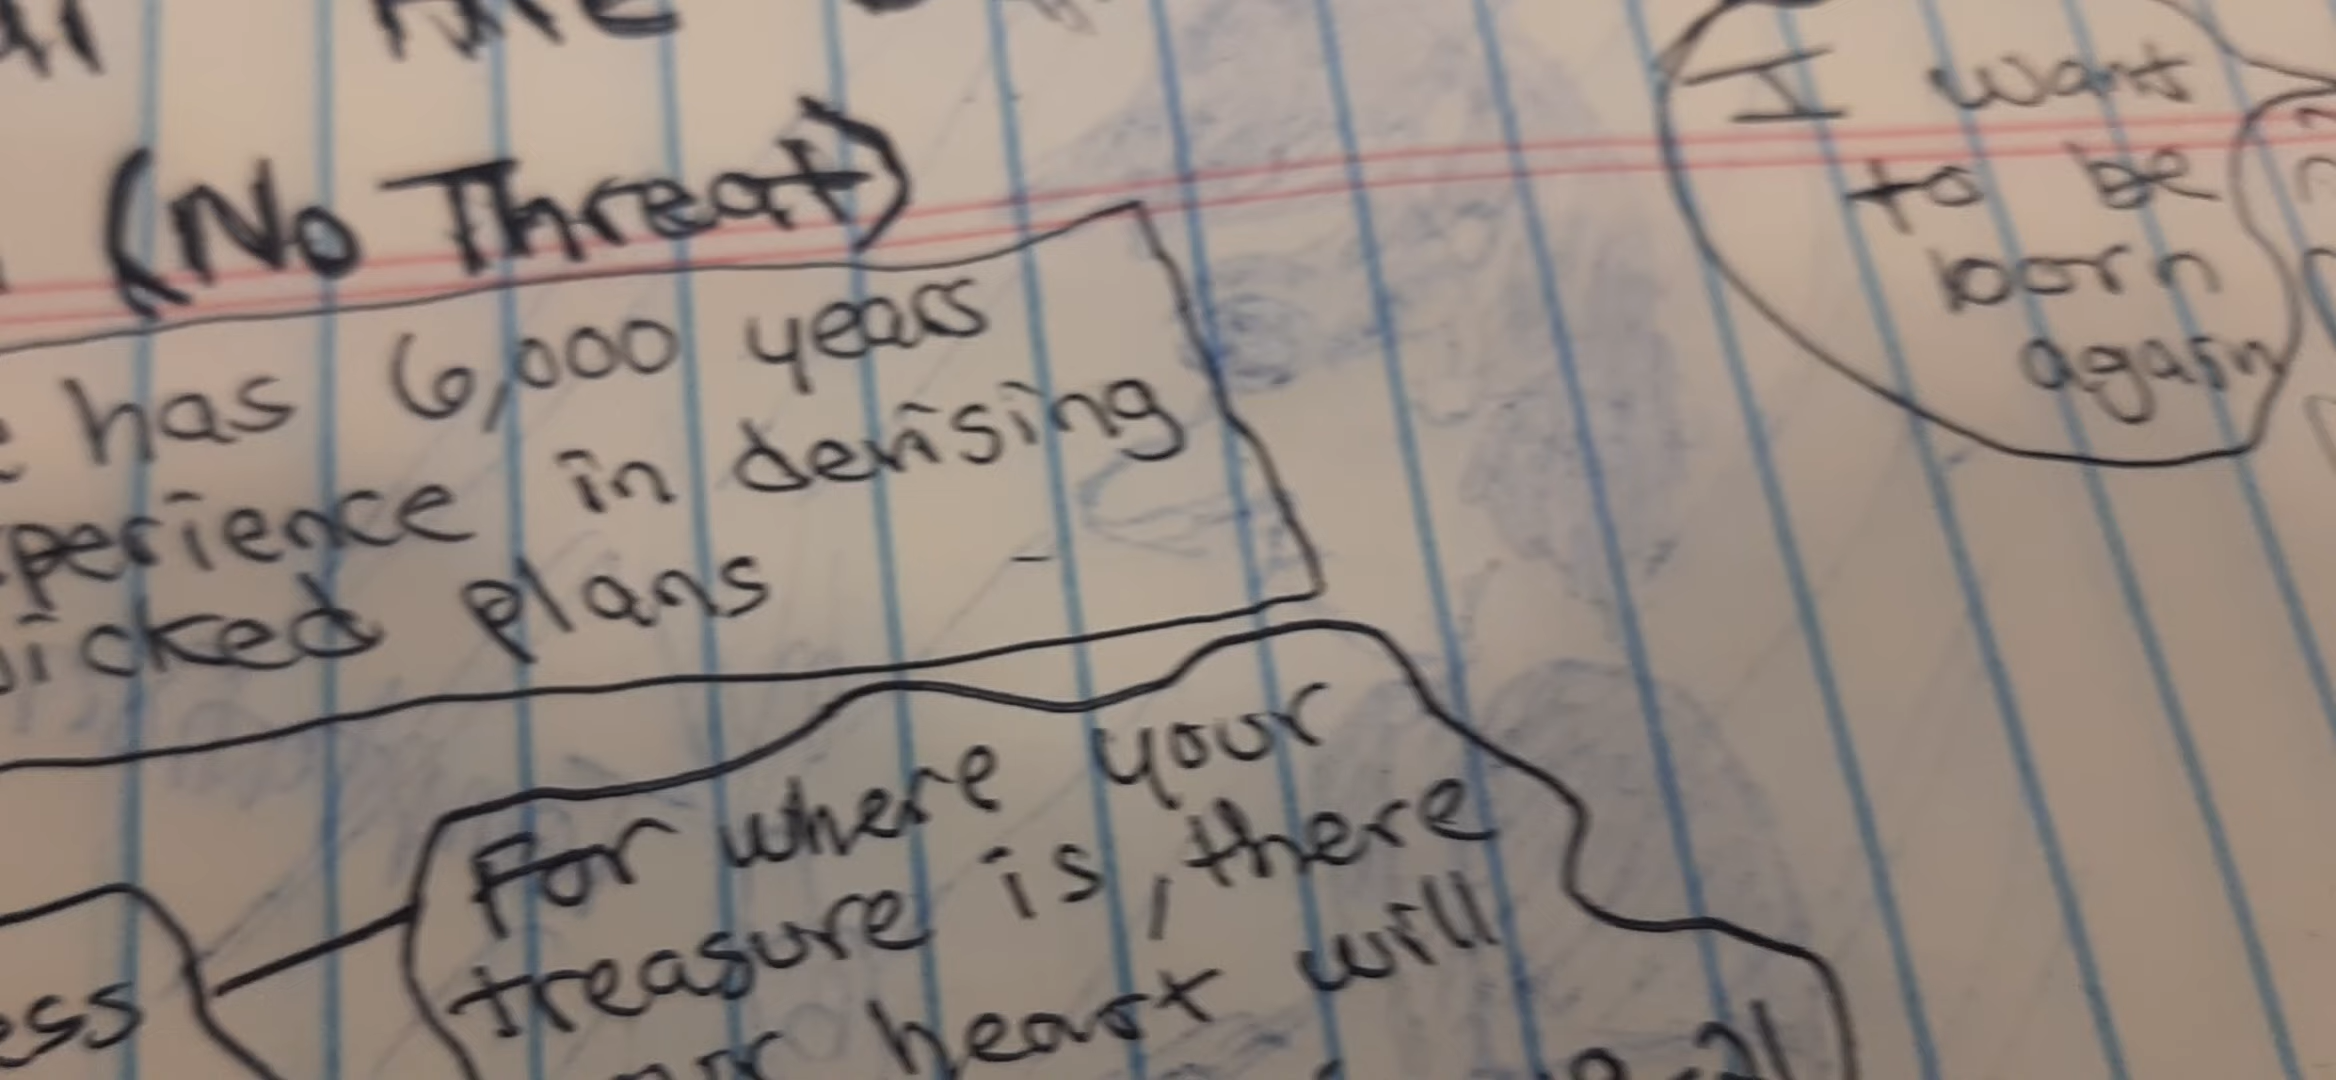 (No Threat)
has 6,000 years
in devising
plans
For where your
treasure is, there
heart will
I want
to be
born
again